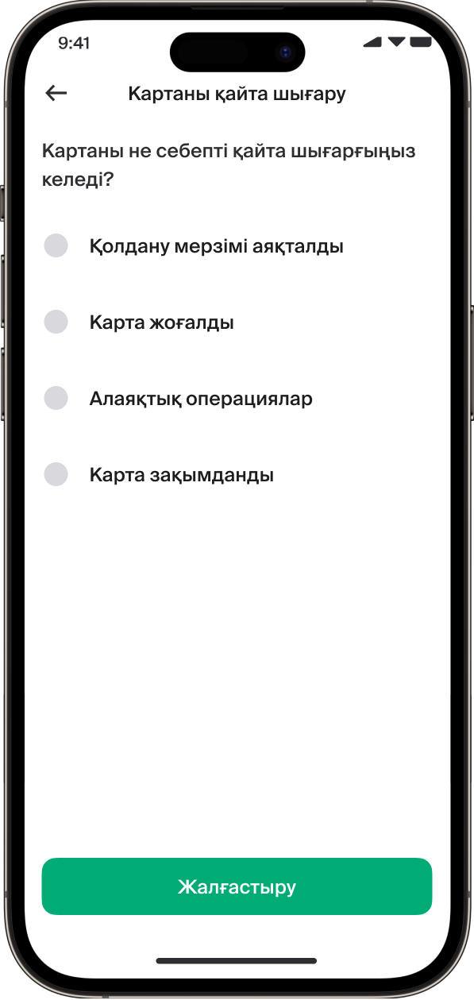 9:41
Картаны қайта шығару
Картаны не себепті қайта шығарғыңыз
келеді?
Қолдану мерзімі аяқталды
Карта жоғалды
Алаяқтық операциялар
Карта зақымданды
Жалғастыру